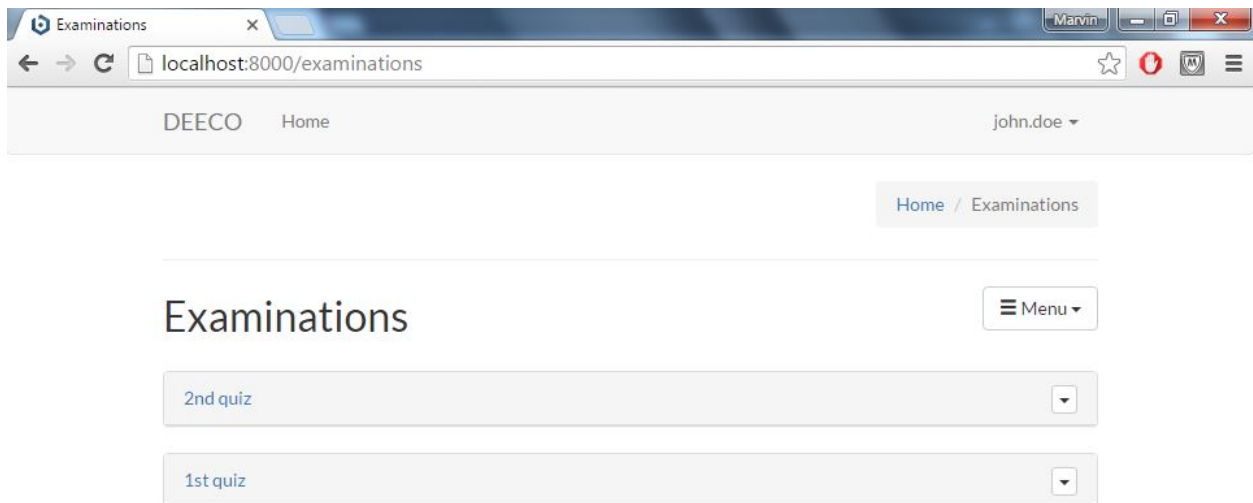 Examinations
Marvin
localhost:8000/examinations
DEECO Home john.doe
Home / Examinations
Examinations
Menu
2nd quiz
1st quiz